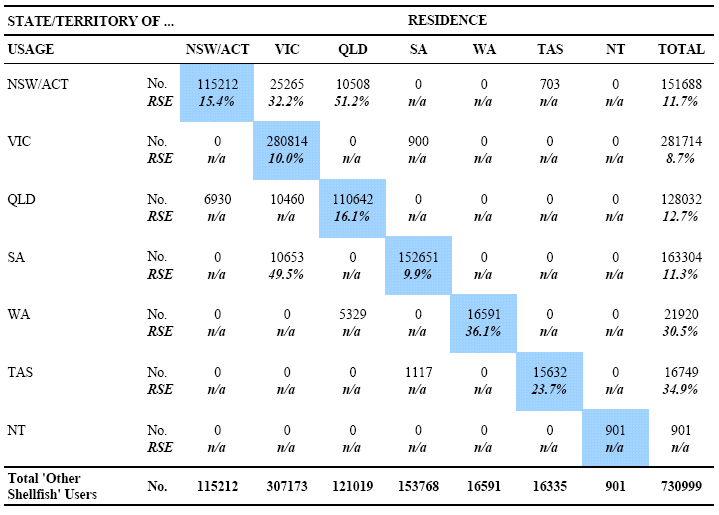 STATE/TERRITORY OF ... RESIDENCE
USAGE NSW/ACT VIC QLD SA WA TAS NT TOTAL
NSW/ACT No. 115212 25265 10508 0 0 703 0 151688
RSE 15.4% 32.2% 51.2% n/a n/a n/a n/a 11.7%
VIC No. 0 280814 0 900 0 0 0 281714
RSE n/a 10.0% n/a n/a n/a n/a n/a 8.7%
QLD No. 6930 10460 110642 0 0 0 0 128032
RSE n/a n/a 16.1% n/a n/a n/a n/a 12.7%
SA No. 0 10653 0 152651 0 0 0 163304
RSE n/a 49.5% n/a 9.9% n/a n/a n/a 11.3%
WA No. 0 0 5329 0 16591 0 0 21920
RSE n/a n/a n/a n/a 36.1% n/a n/a 30.5%
TAS No. 0 0 0 1117 0 15632 0 16749
RSE n/a n/a n/a n/a n/a 23.7% n/a 34.9%
NT No. 0 0 0 0 0 0 901 901
RSE n/a n/a n/a n/a n/a n/a n/a n/a
Total 'Other
Shellfish' Users No. 115212 307173 121019 153768 16591 16335 901 730999